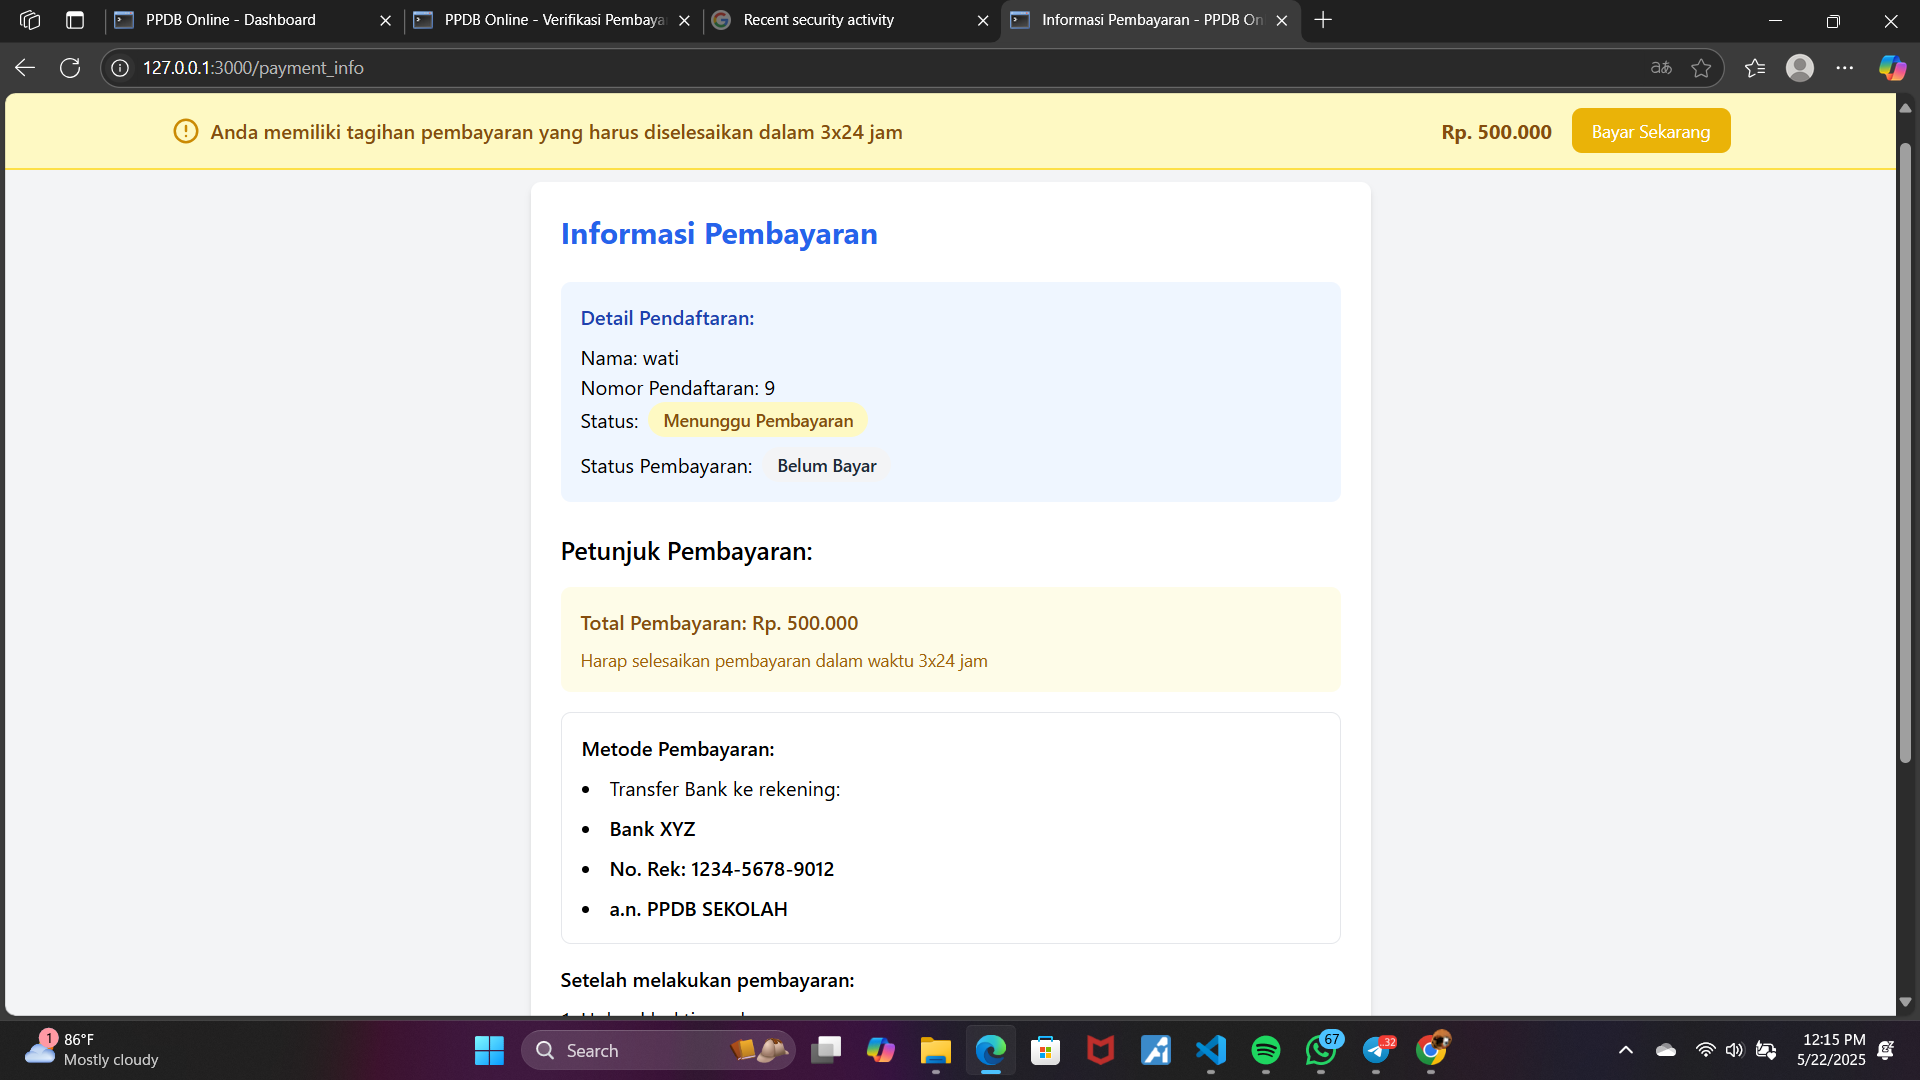 PPDB Online - Dashboard
PPDB Online - Verifikasi Pembaya
Recent security activity
Informasi Pembayaran - PPDB On
127.0.0.1:3000/payment_info
Anda memiliki tagihan pembayaran yang harus diselesaikan dalam 3x24 jam
Rp. 500.000
Bayar Sekarang
Informasi Pembayaran
Detail Pendaftaran:
Nama: wati
Nomor Pendaftaran: 9
Status: Menunggu Pembayaran
Status Pembayaran: Belum Bayar
Petunjuk Pembayaran:
Total Pembayaran: Rp. 500.000
Harap selesaikan pembayaran dalam waktu 3x24 jam
Metode Pembayaran:
• Transfer Bank ke rekening:
• Bank XYZ
• No. Rek: 1234-5678-9012
• a.n. PPDB SEKOLAH
Setelah melakukan pembayaran:
1
86°F
Mostly cloudy
Search
67
32
12:15 PM
5/22/2025